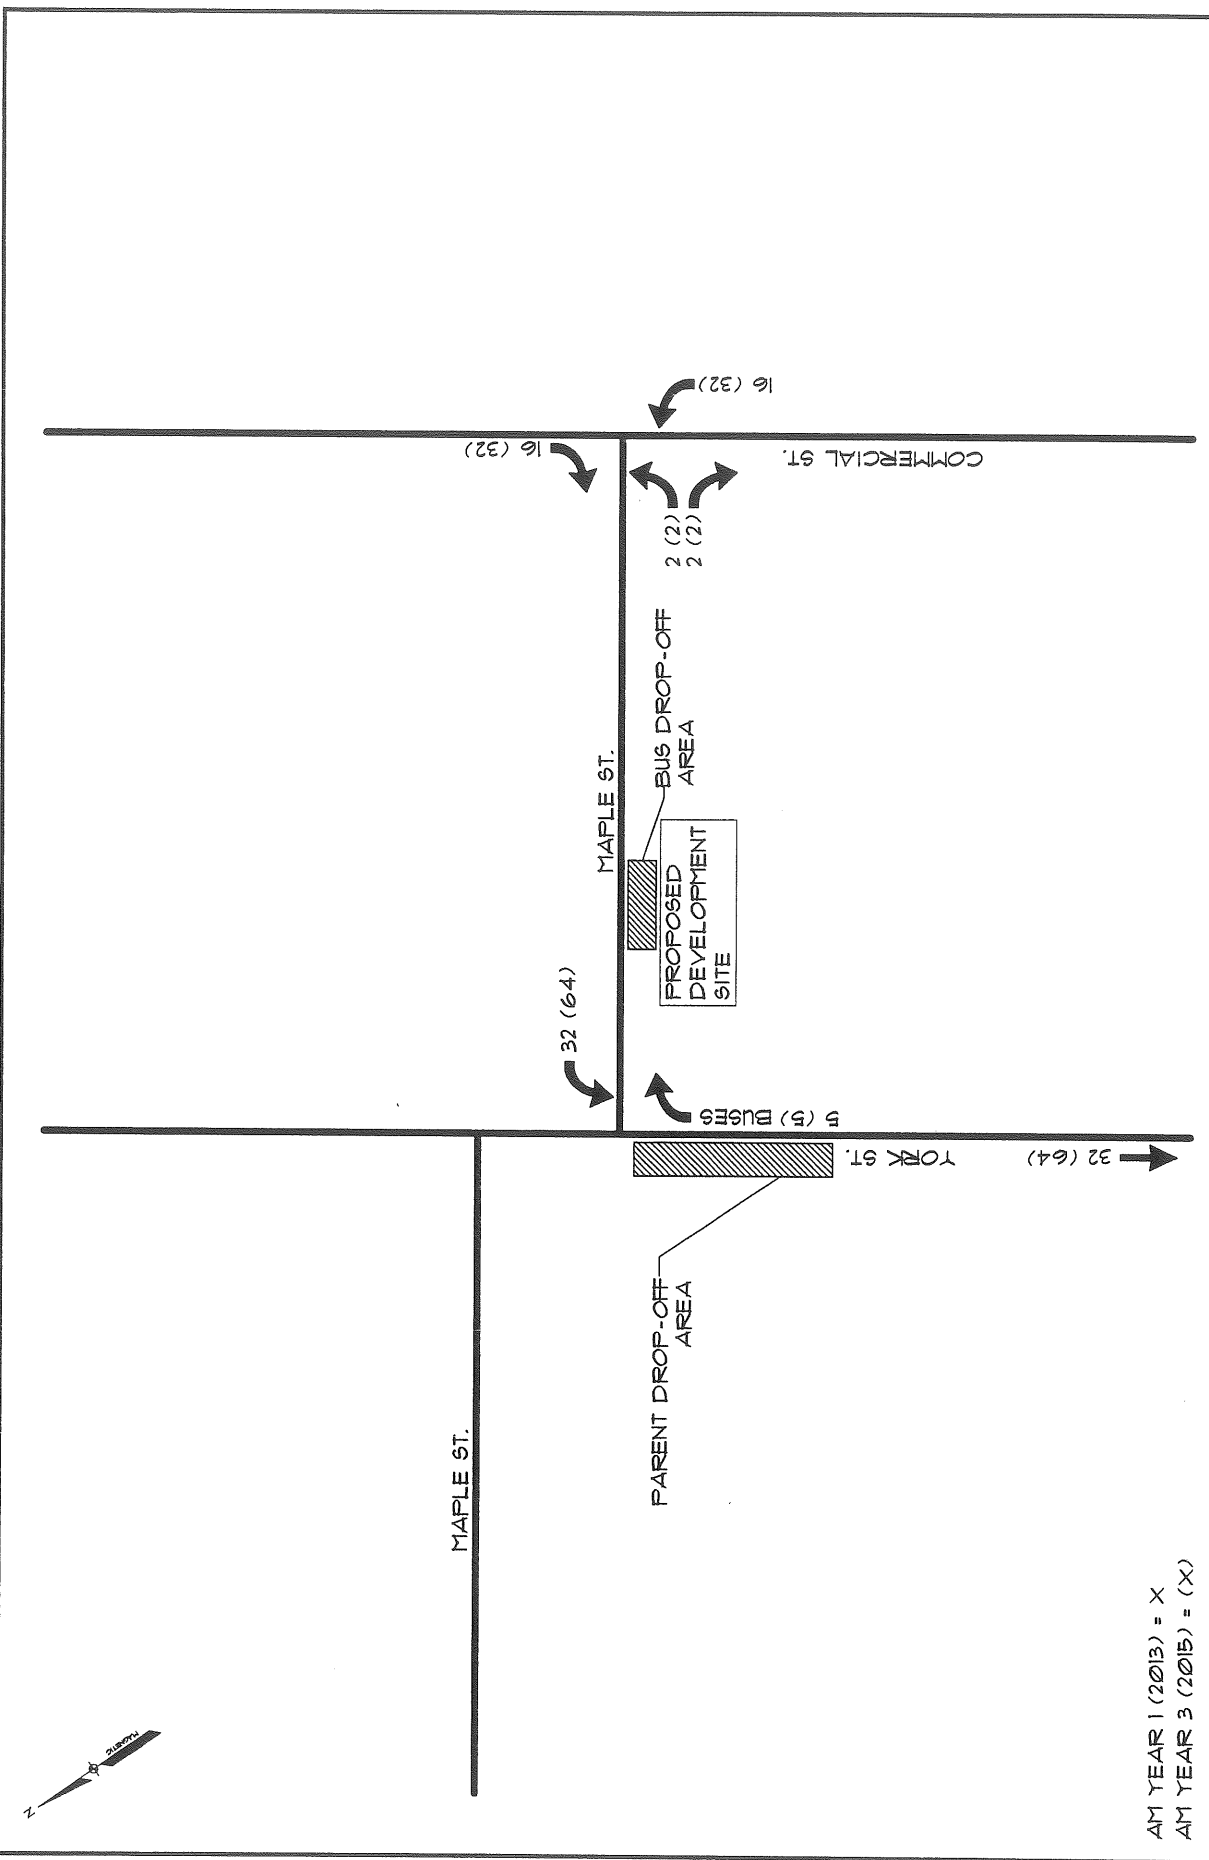 N
MAGNETIC
MAPLE ST.
PARENT DROP-OFF
AREA
YORK ST.
32 (64)
5 (5) BUSES
32 (64)
PROPOSED
DEVELOPMENT
SITE
MAPLE ST.
BUS DROP-OFF
AREA
2 (2)
2 (2)
16 (32)
16 (32)
COMMERCIAL ST.
AM YEAR 1 (2013) = X
AM YEAR 3 (2015) = (X)